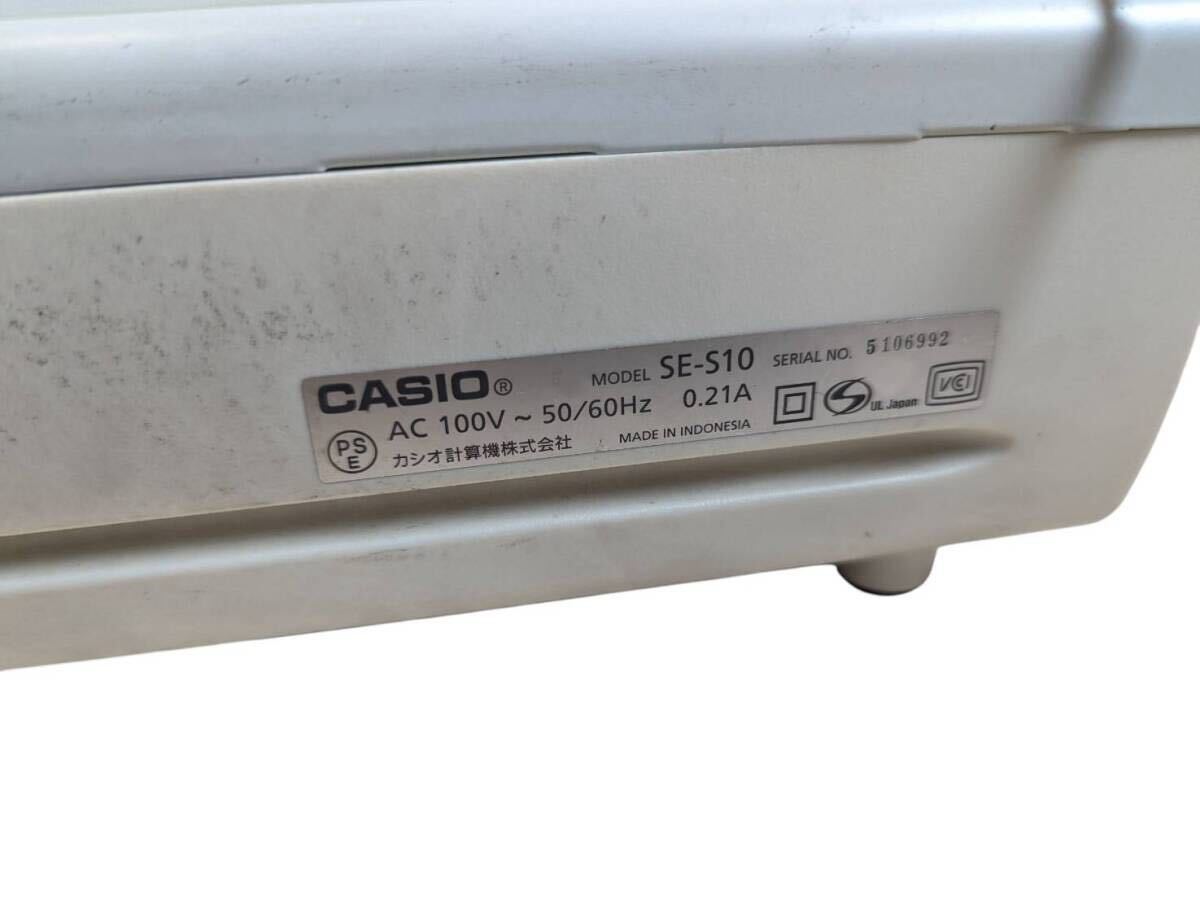 CASIO® MODEL SE-S10 SERIAL NO. 5106992
AC 100V ~ 50/60Hz 0.21A
PS E カシオ計算機株式会社 MADE IN INDONESIA
S UL Japan VCI